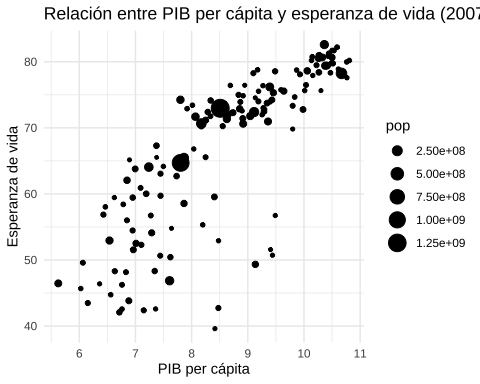 Relación entre PIB per cápita y esperanza de vida (2007
Esperanza de vida
80
70
60
50
40
6 7 8 9 10 11
PIB per cápita
pop
2.50e+08
5.00e+08
7.50e+08
1.00e+09
1.25e+09